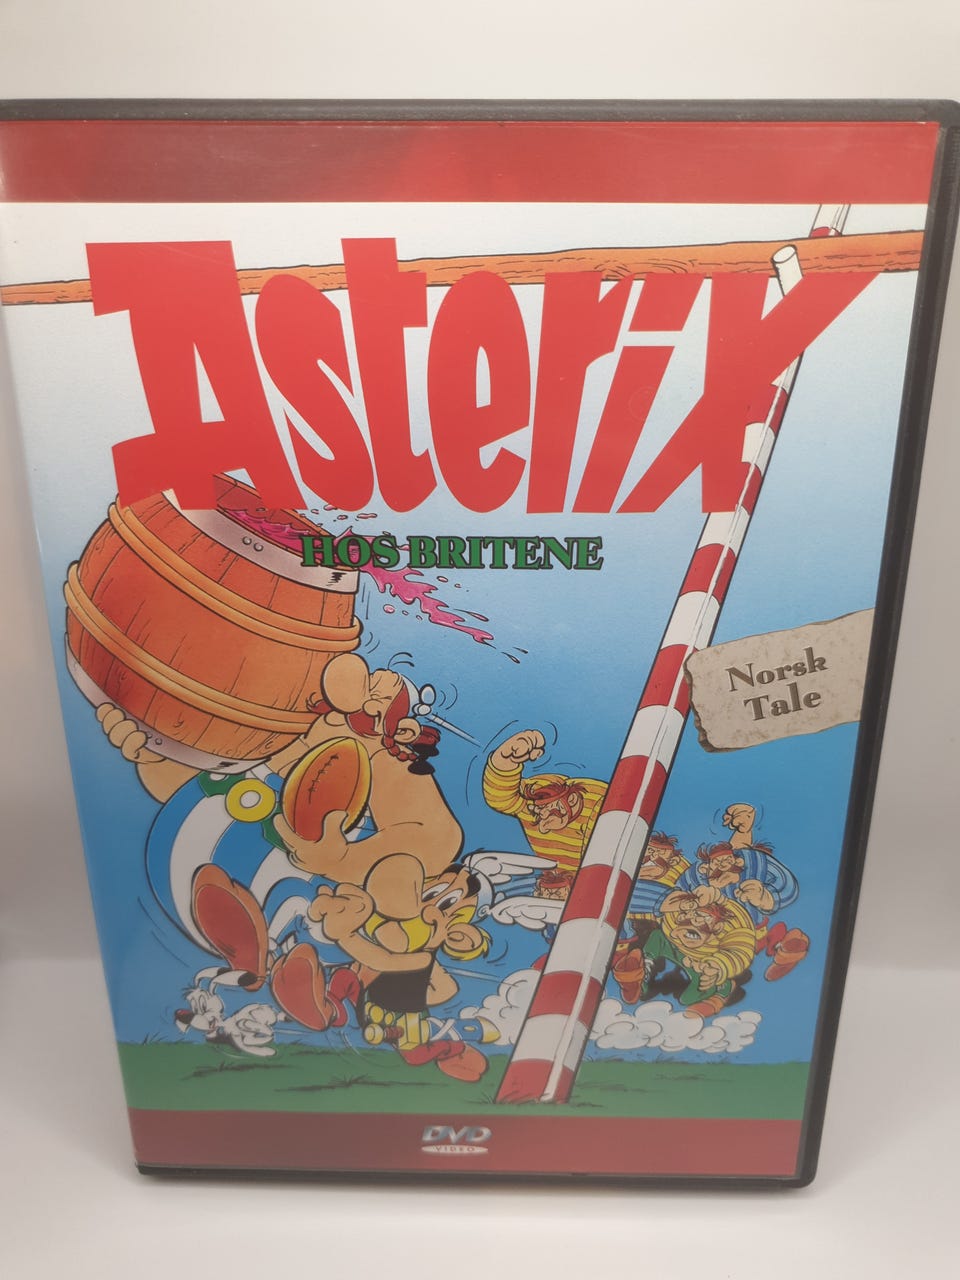 Asterix
HOS BRITENE
Norsk
Tale
DVD
VIDEO